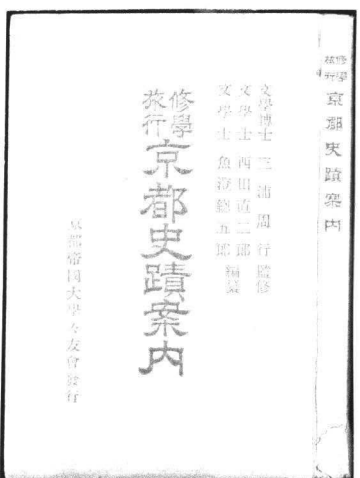 修學
旅行
京都史蹟案内
文學博士 三浦周行 監修
文學士 西田直二郎
文學士 魚澄惣五郎 編纂
修學旅行京都史蹟案内
京都帝國大學々友會發行